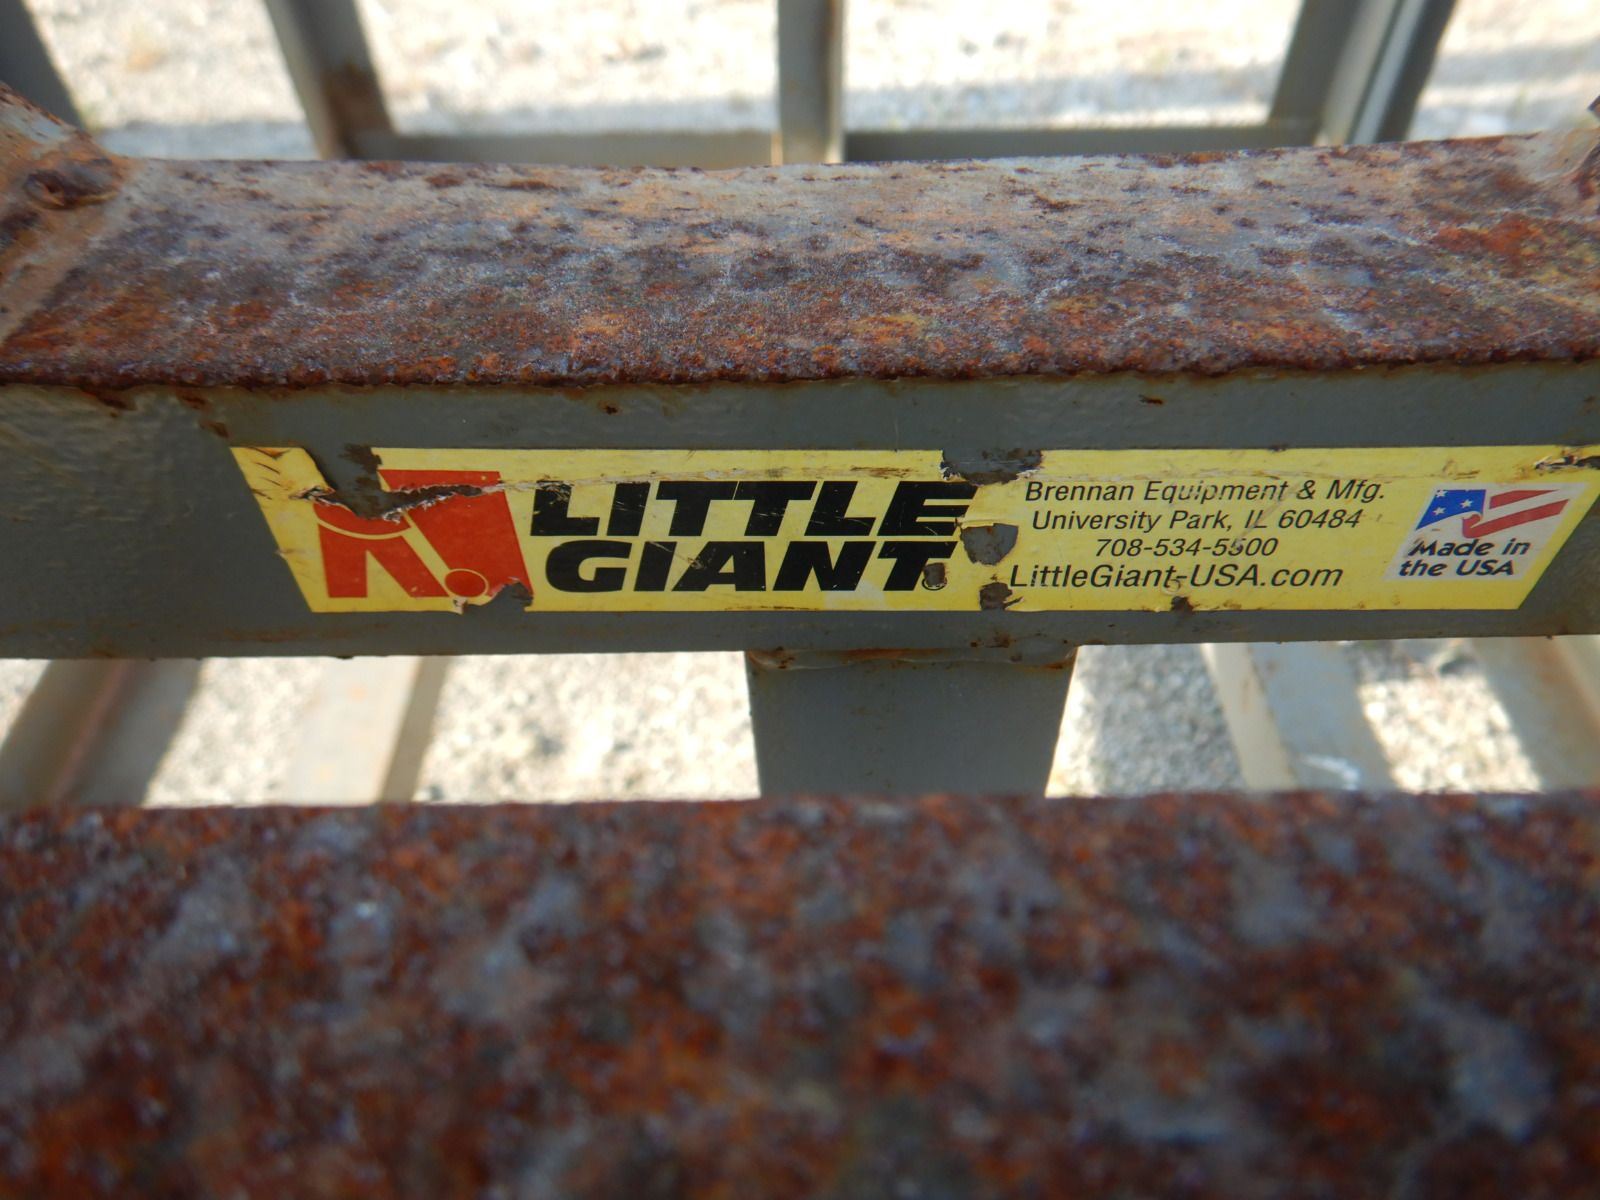 LITTLE
GIANT®
Brennan Equipment & Mfg.
University Park, IL 60484
708-534-5500
LittleGiant-USA.com
Made in
the USA